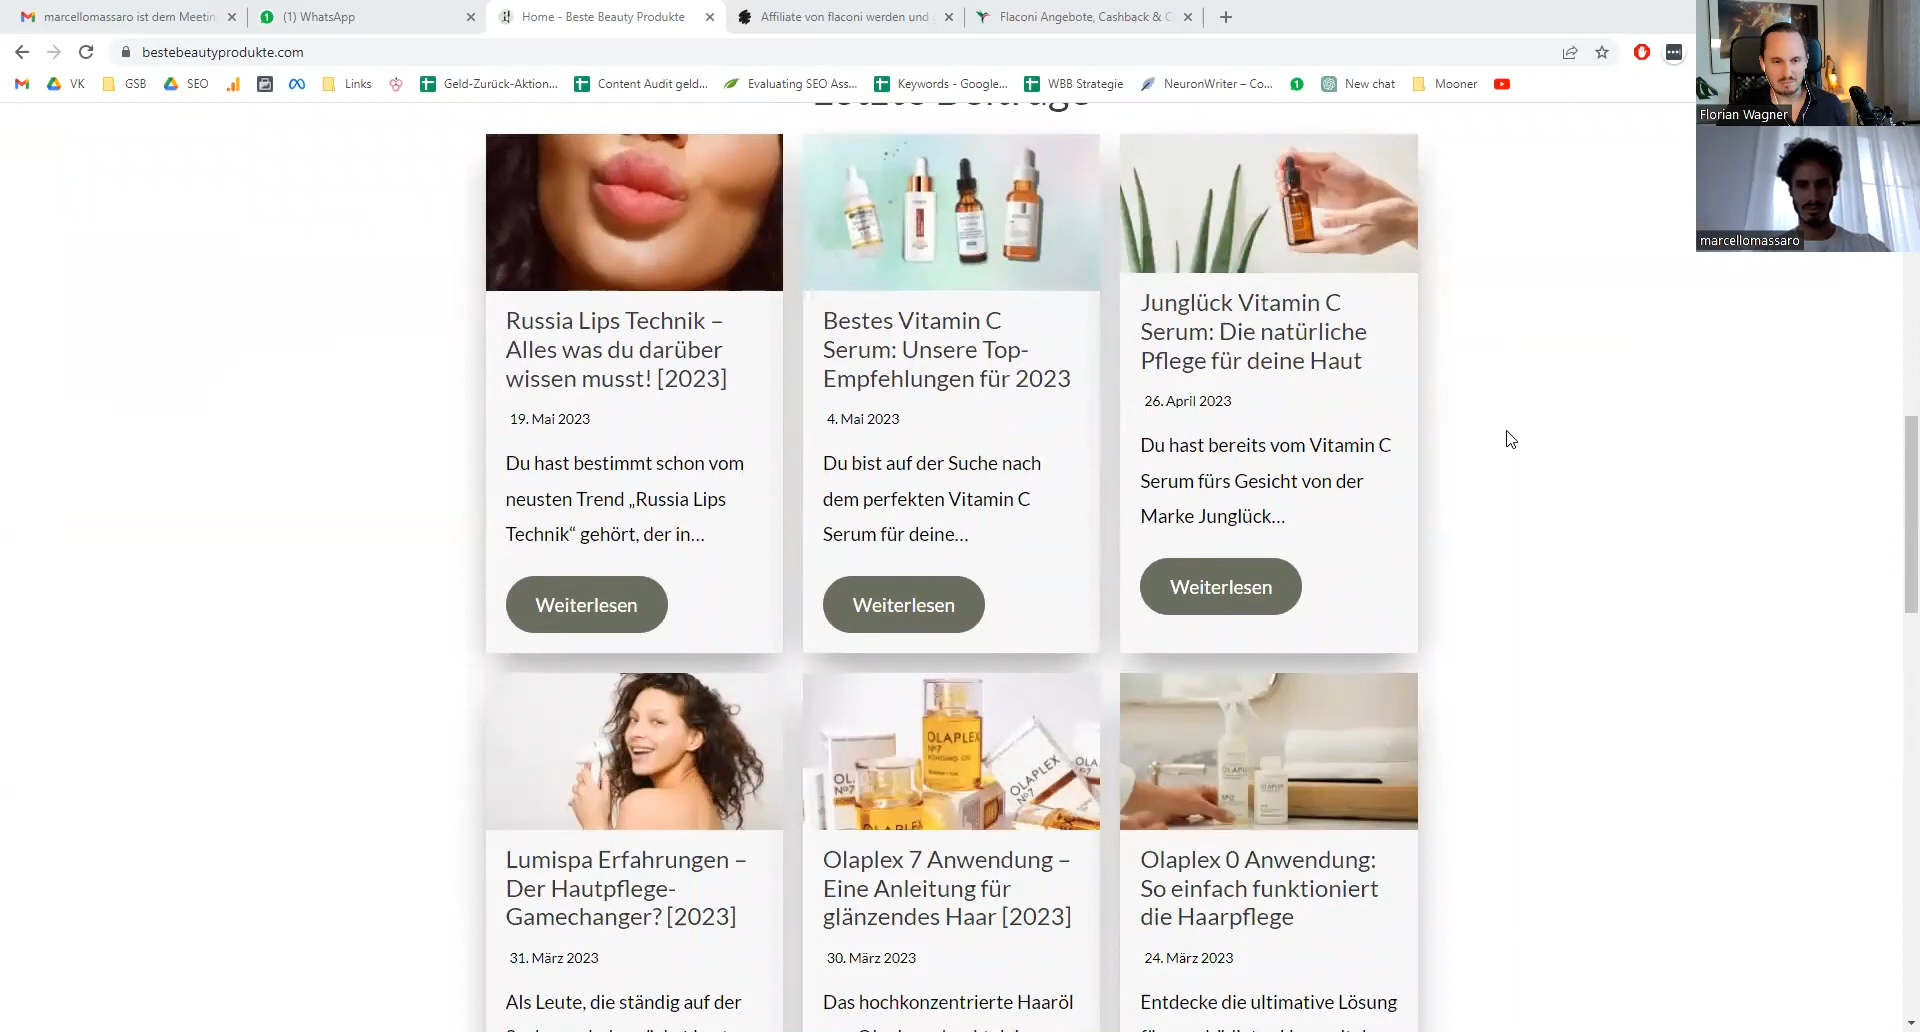 marcellomassaro ist dem Meetin
(1) WhatsApp
Home - Beste Beauty Produkte
Affiliate von flaconi werden und
Flaconi Angebote, Cashback & C
bestebeautyprodukte.com
VK
GSB
SEO
Links
Geld-Zurück-Aktion...
Content Audit geld...
Evaluating SEO Ass...
Keywords - Google...
WBB Strategie
NeuronWriter – Co...
New chat
Mooner
Florian Wagner
marcellomassaro
Letzte Beiträge
Russia Lips Technik –
Alles was du darüber
wissen musst! [2023]
19. Mai 2023
Du hast bestimmt schon vom
neusten Trend „Russia Lips
Technik“ gehört, der in...
Weiterlesen
Bestes Vitamin C
Serum: Unsere Top-
Empfehlungen für 2023
4. Mai 2023
Du bist auf der Suche nach
dem perfekten Vitamin C
Serum für deine...
Weiterlesen
Junglück Vitamin C
Serum: Die natürliche
Pflege für deine Haut
26. April 2023
Du hast bereits vom Vitamin C
Serum fürs Gesicht von der
Marke Junglück...
Weiterlesen
OLAPLEX
Nº7
OLAPLEX
Lumispa Erfahrungen –
Der Hautpflege-
Gamechanger? [2023]
31. März 2023
Als Leute, die ständig auf der
Olaplex 7 Anwendung –
Eine Anleitung für
glänzendes Haar [2023]
30. März 2023
Das hochkonzentrierte Haaröl
Olaplex 0 Anwendung:
So einfach funktioniert
die Haarpflege
24. März 2023
Entdecke die ultimative Lösung